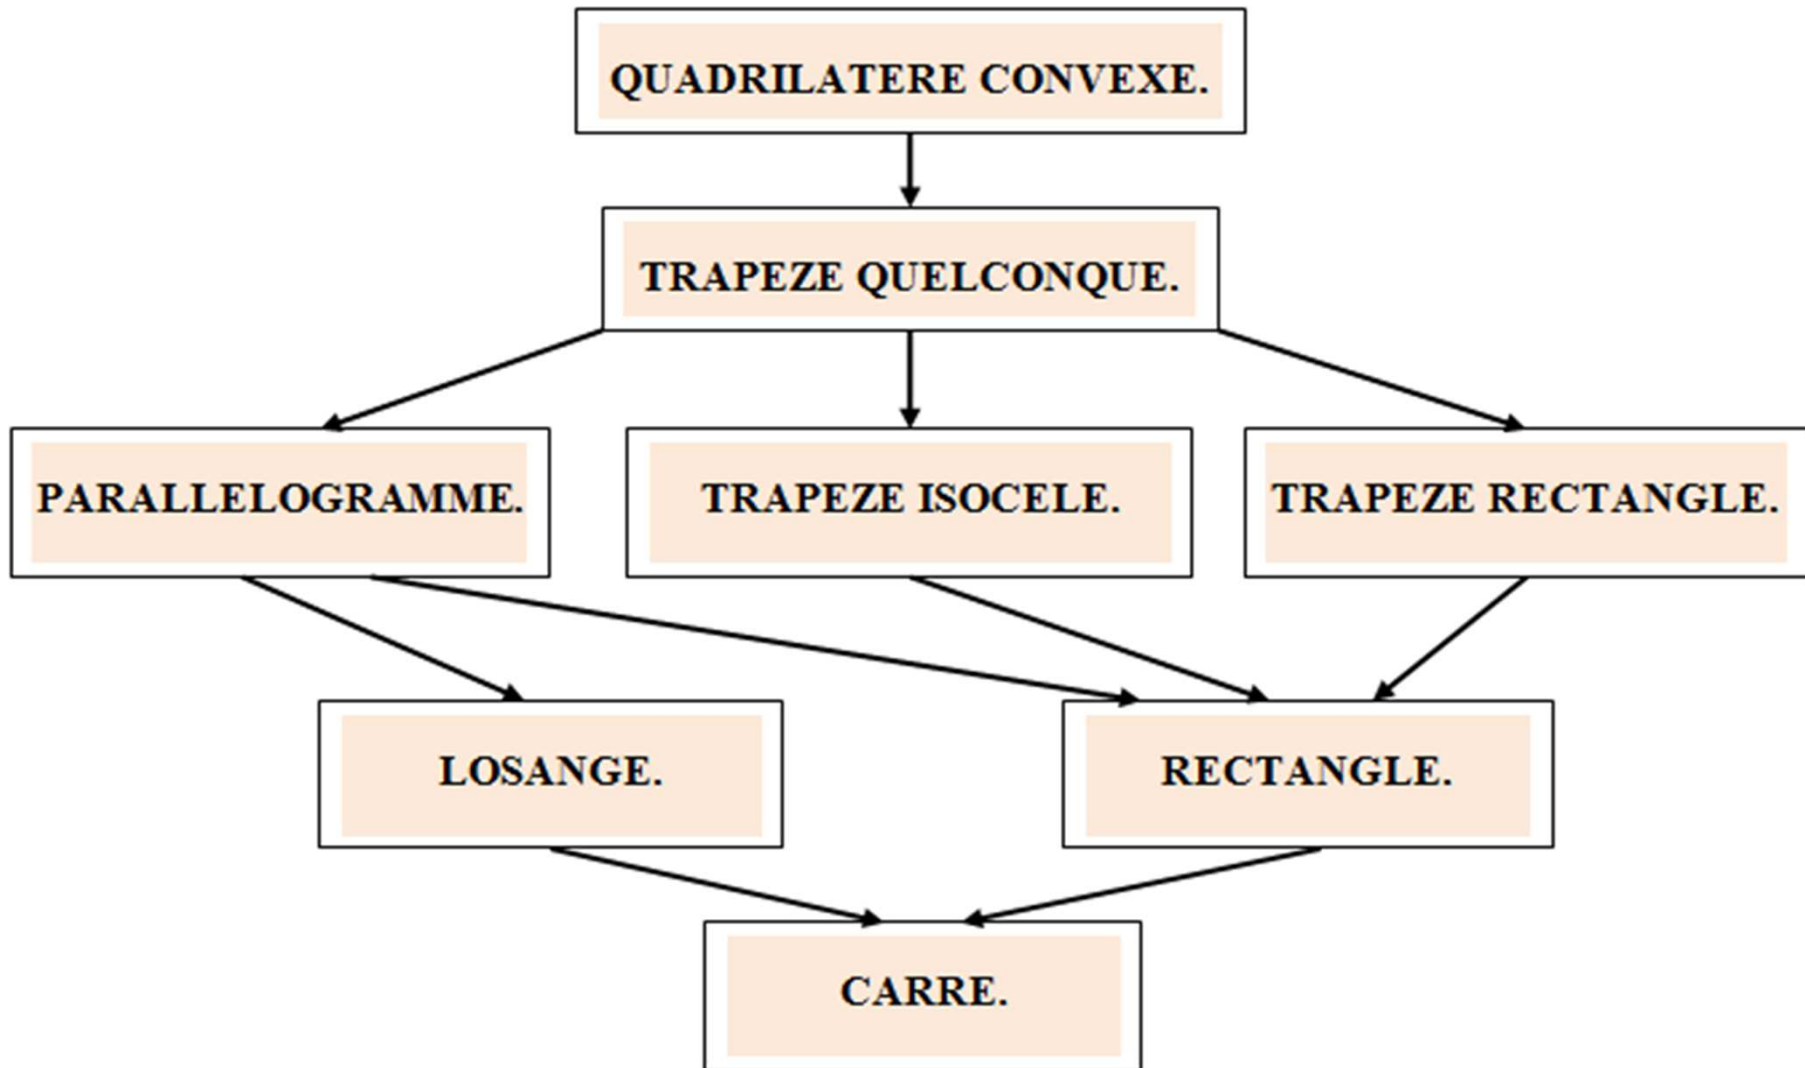 QUADRILATERE CONVEXE.
TRAPEZE QUELCONQUE.
PARALLELOGRAMME.
TRAPEZE ISOCELE.
TRAPEZE RECTANGLE.
LOSANGE.
RECTANGLE.
CARRE.